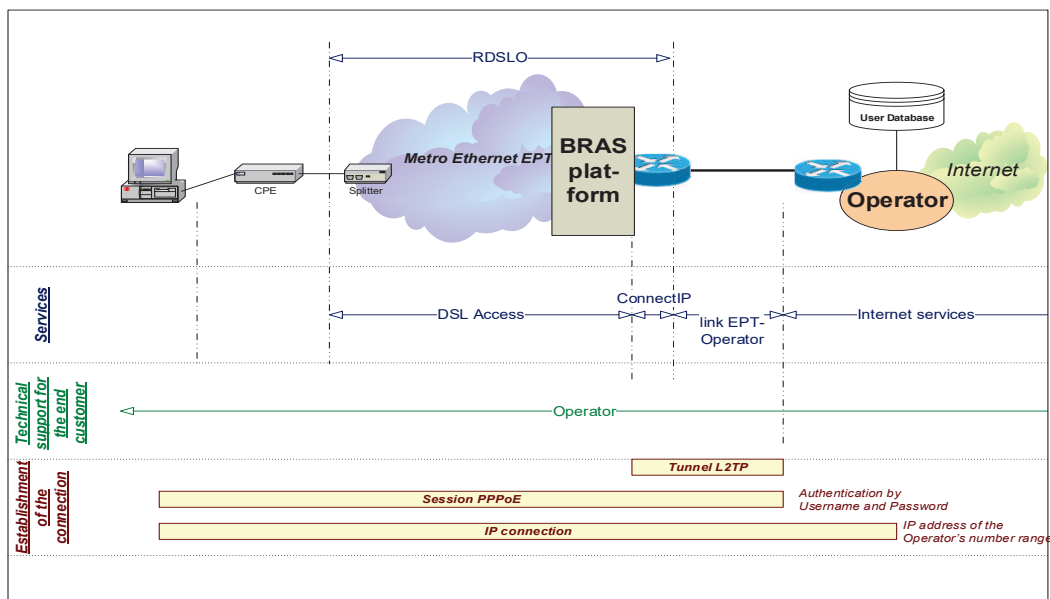 RDSLO
User Database
Metro Ethernet EPT
BRAS
plat-
form
Internet
Operator
CPE
Splitter
Services
ConnectIP
DSL Access
link EPT-
Operator
Internet services
Technical
support for
the end
customer
Operator
Establishment
of the
connection
Tunnel L2TP
Session PPPoE
Authentication by
Username and Password
IP connection
IP address of the
Operator's number range